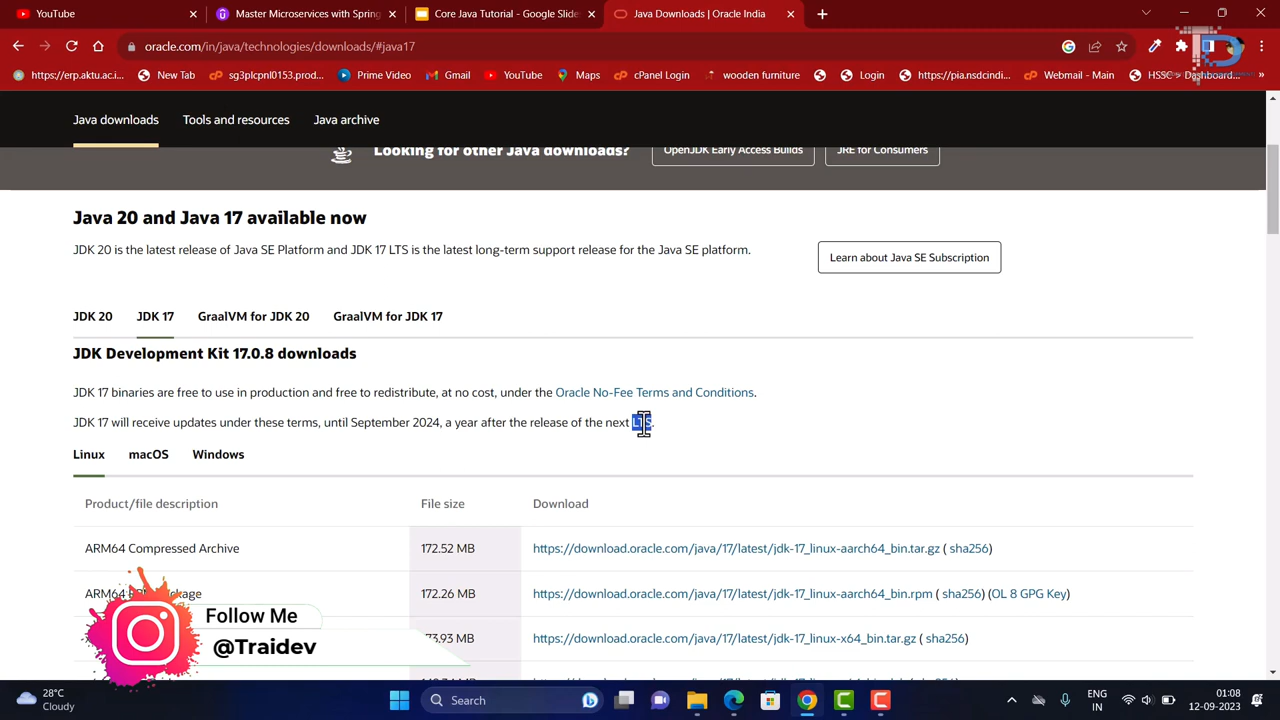 YouTube
Master Microservices with Spring
Core Java Tutorial - Google Slides
Java Downloads | Oracle India
oracle.com/in/java/technologies/downloads/#java17
https://erp.aktu.ac.i...
New Tab
sg3plcpnl0153.prod...
Prime Video
Gmail
YouTube
Maps
cPanel Login
wooden furniture
Login
https://pia.nsdcindi...
Webmail - Main
HSSC > Dashboard...
Java downloads
Tools and resources
Java archive
Looking for other Java downloads?
OpenJDK Early Access Builds
JRE for Consumers
Java 20 and Java 17 available now
JDK 20 is the latest release of Java SE Platform and JDK 17 LTS is the latest long-term support release for the Java SE platform.
Learn about Java SE Subscription
JDK 20
JDK 17
GraalVM for JDK 20
GraalVM for JDK 17
JDK Development Kit 17.0.8 downloads
JDK 17 binaries are free to use in production and free to redistribute, at no cost, under the Oracle No-Fee Terms and Conditions.
JDK 17 will receive updates under these terms, until September 2024, a year after the release of the next LTS.
Linux
macOS
Windows
Product/file description
File size
Download
ARM64 Compressed Archive
172.52 MB
https://download.oracle.com/java/17/latest/jdk-17_linux-aarch64_bin.tar.gz ( sha256)
ARM64
172.26 MB
https://download.oracle.com/java/17/latest/jdk-17_linux-aarch64_bin.rpm ( sha256) (OL 8 GPG Key)
73.93 MB
https://download.oracle.com/java/17/latest/jdk-17_linux-x64_bin.tar.gz ( sha256)
Follow Me
@Traidev
28°C
Cloudy
Search
ENG
IN
01:08
12-09-2023